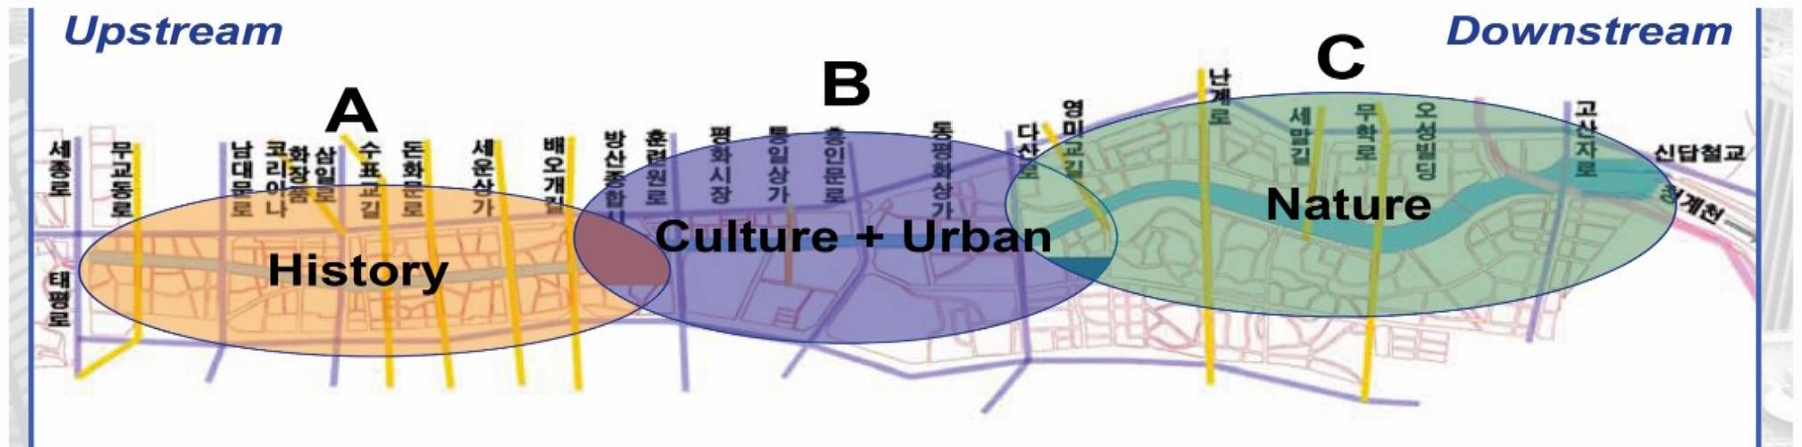 Upstream
Downstream
A
B
C
세종로
무교동로
남대문로
코리아나
화장품
삼일로
수표교길
돈화문로
세운상가
배오개길
방산종합시
훈련원로
평화시장
통일상가
흥인문로
동평화상가
다산로
영미교길
난계로
세말길
무학로
오성빌딩
고산자로
신답철교
청계천
태평로
History
Culture + Urban
Nature